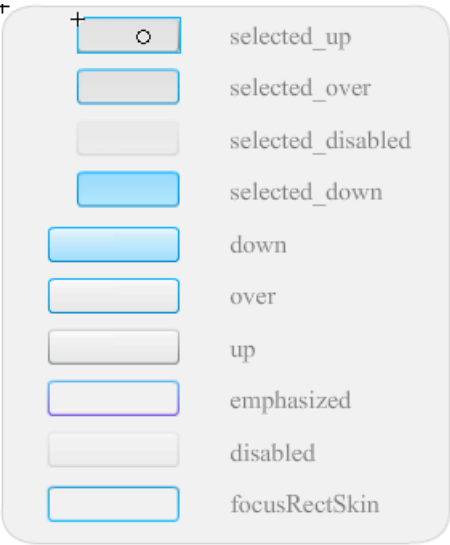 selected_up
selected_over
selected_disabled
selected_down
down
over
up
emphasized
disabled
focusRectSkin